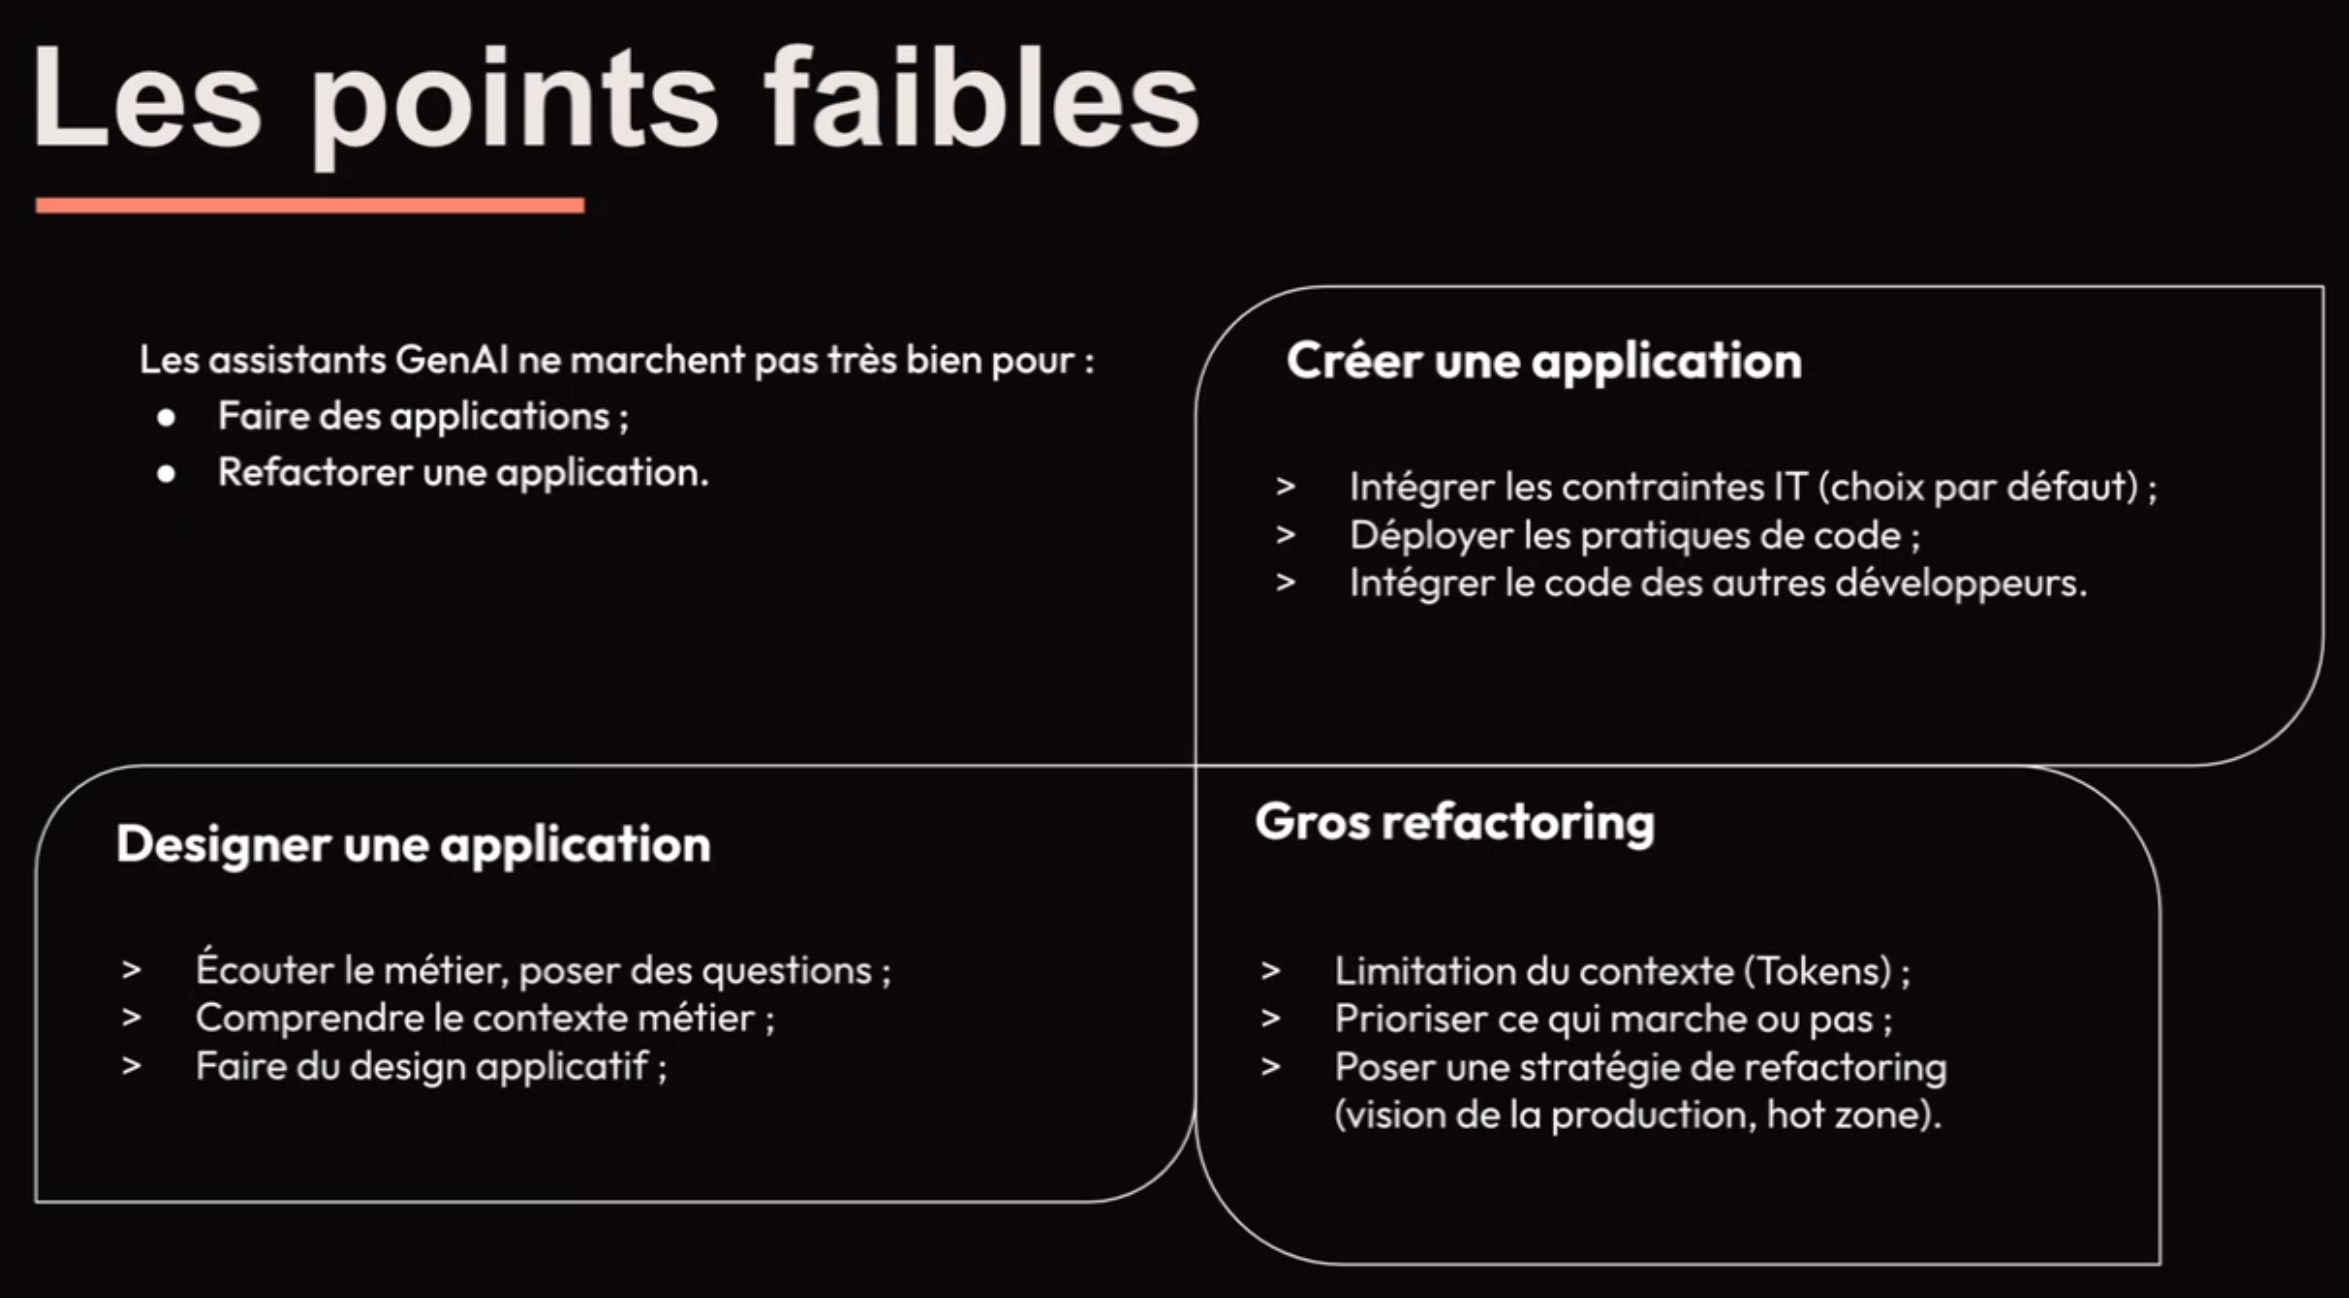 Les points faibles
Les assistants GenAI ne marchent pas très bien pour :
● Faire des applications ;
● Refactorer une application.
Créer une application
> Intégrer les contraintes IT (choix par défaut) ;
> Déployer les pratiques de code ;
> Intégrer le code des autres développeurs.
Designer une application
> Écouter le métier, poser des questions ;
> Comprendre le contexte métier ;
> Faire du design applicatif ;
Gros refactoring
> Limitation du contexte (Tokens) ;
> Prioriser ce qui marche ou pas ;
> Poser une stratégie de refactoring
(vision de la production, hot zone).